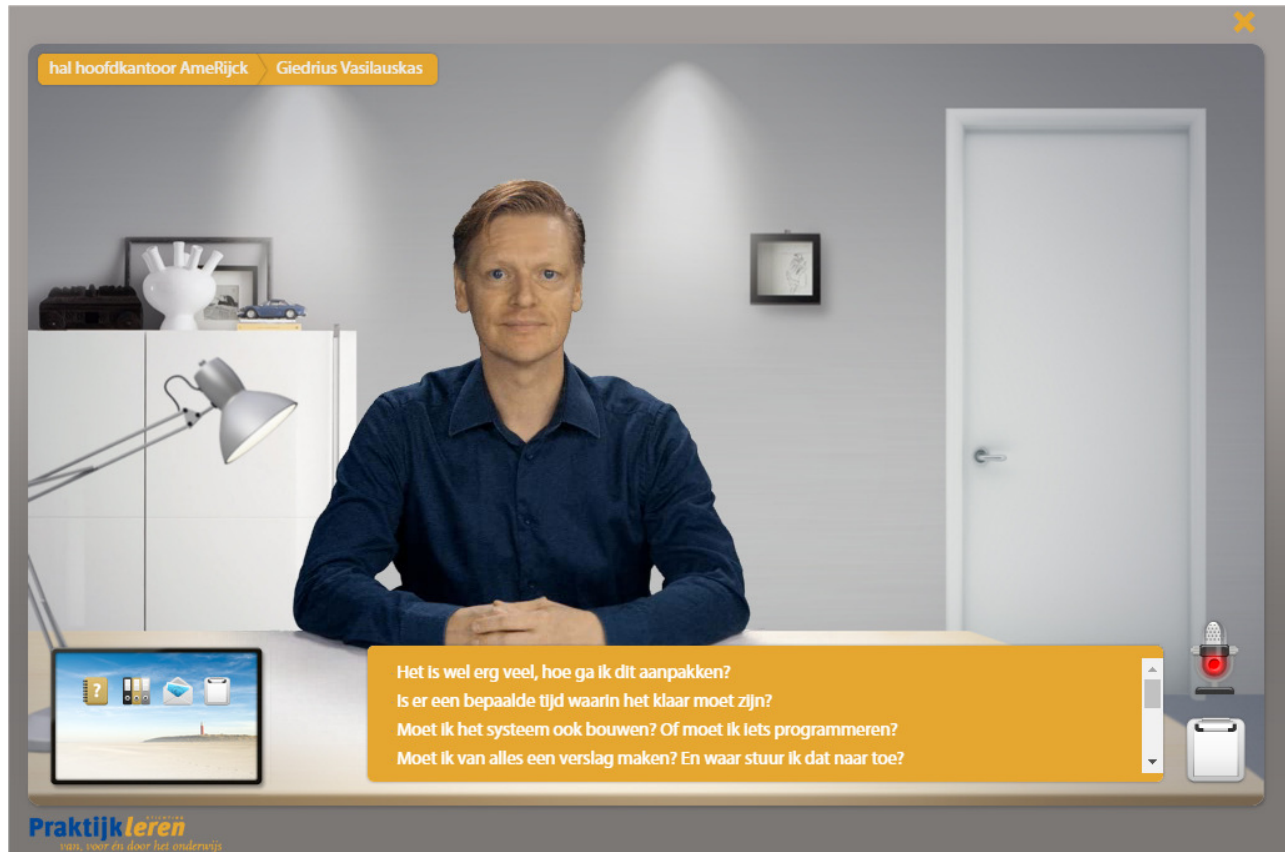 hal hoofdkantoor AmeRijck Giedrius Vasilauskas
?
Het is wel erg veel, hoe ga ik dit aanpakken?
Is er een bepaalde tijd waarin het klaar moet zijn?
Moet ik het systeem ook bouwen? Of moet ik iets programmeren?
Moet ik van alles een verslag maken? En waar stuur ik dat naar toe?
STICHTING
Praktijkleren
van, voor én door het onderwijs